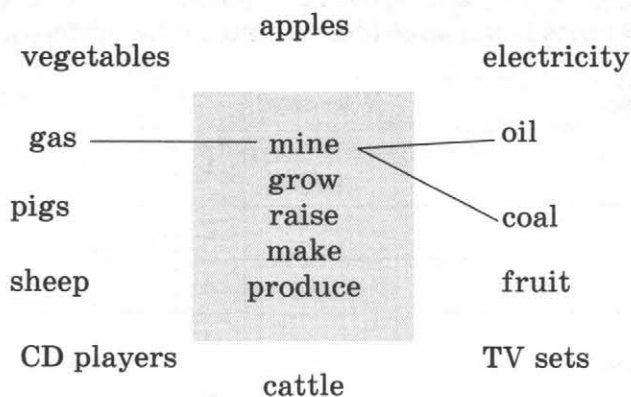 apples
vegetables
electricity
gas
mine
oil
grow
pigs
raise
coal
make
sheep
produce
fruit
CD players
TV sets
cattle